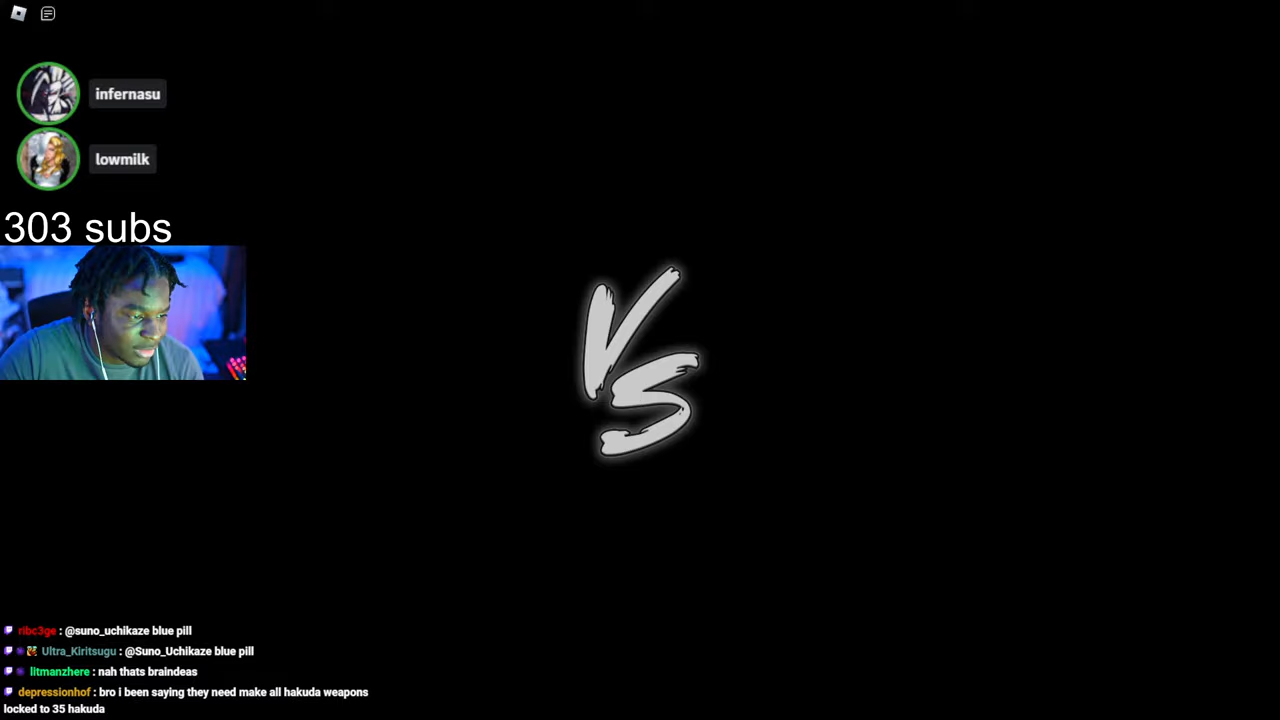 infernasu
lowmilk
303 subs
VS
ribc3ge : @suno_uchikaze blue pill
Ultra_Kiritsugu : @Suno_Uchikaze blue pill
litmanzhere : nah thats braindeas
depressionhof : bro i been saying they need make all hakuda weapons
locked to 35 hakuda